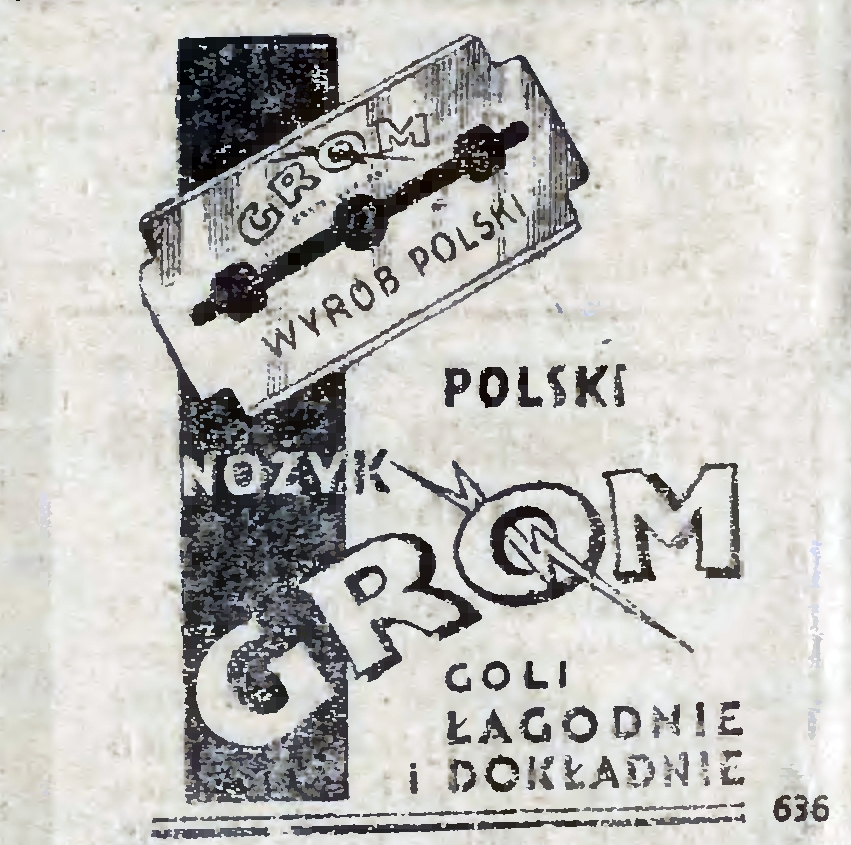 GROM
WYRÓB POLSKI
POLSKI
NOŻYK
GROM
GOLI
ŁAGODNIE
i DOKŁADNIE
636